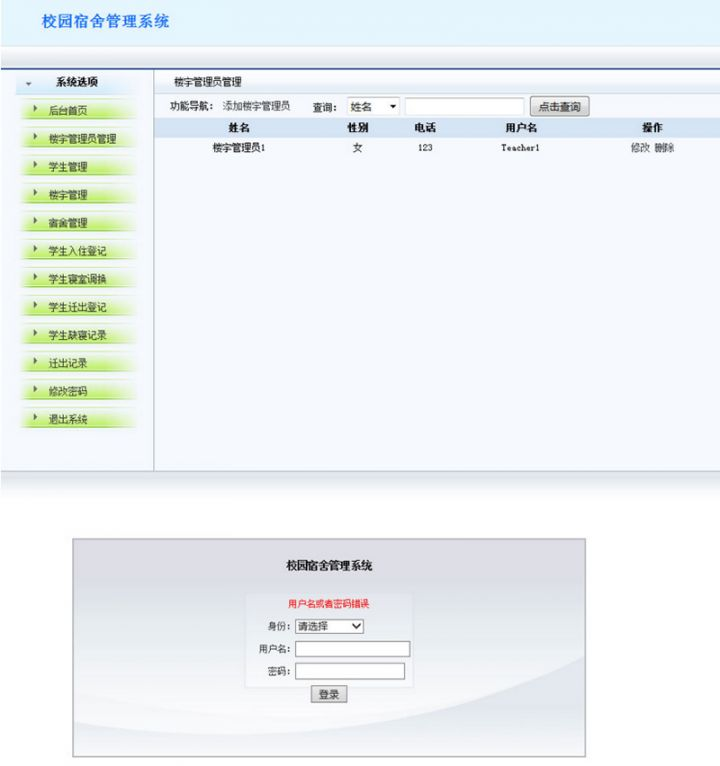 校园宿舍管理系统
系统选项
后台首页
楼宇管理员管理
学生管理
楼宇管理
宿舍管理
学生入住登记
学生寝室调换
学生迁出登记
学生缺寝记录
迁出记录
修改密码
退出系统
楼宇管理员管理
功能导航： 添加楼宇管理员 查询： 姓名 点击查询
姓名 性别 电话 用户名 操作
楼宇管理员1 女 123 Teacher1 修改 删除
校园宿舍管理系统
用户名或者密码错误
身份： 请选择
用户名：
密码：
登录